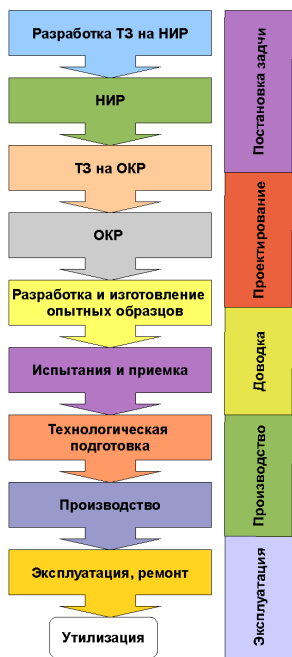 Разработка ТЗ на НИР
НИР
ТЗ на ОКР
ОКР
Разработка и изготовление
опытных образцов
Испытания и приемка
Технологическая
подготовка
Производство
Эксплуатация, ремонт
Утилизация
Постановка задчи
Проектирование
Доводка
Производство
Эксплуатация